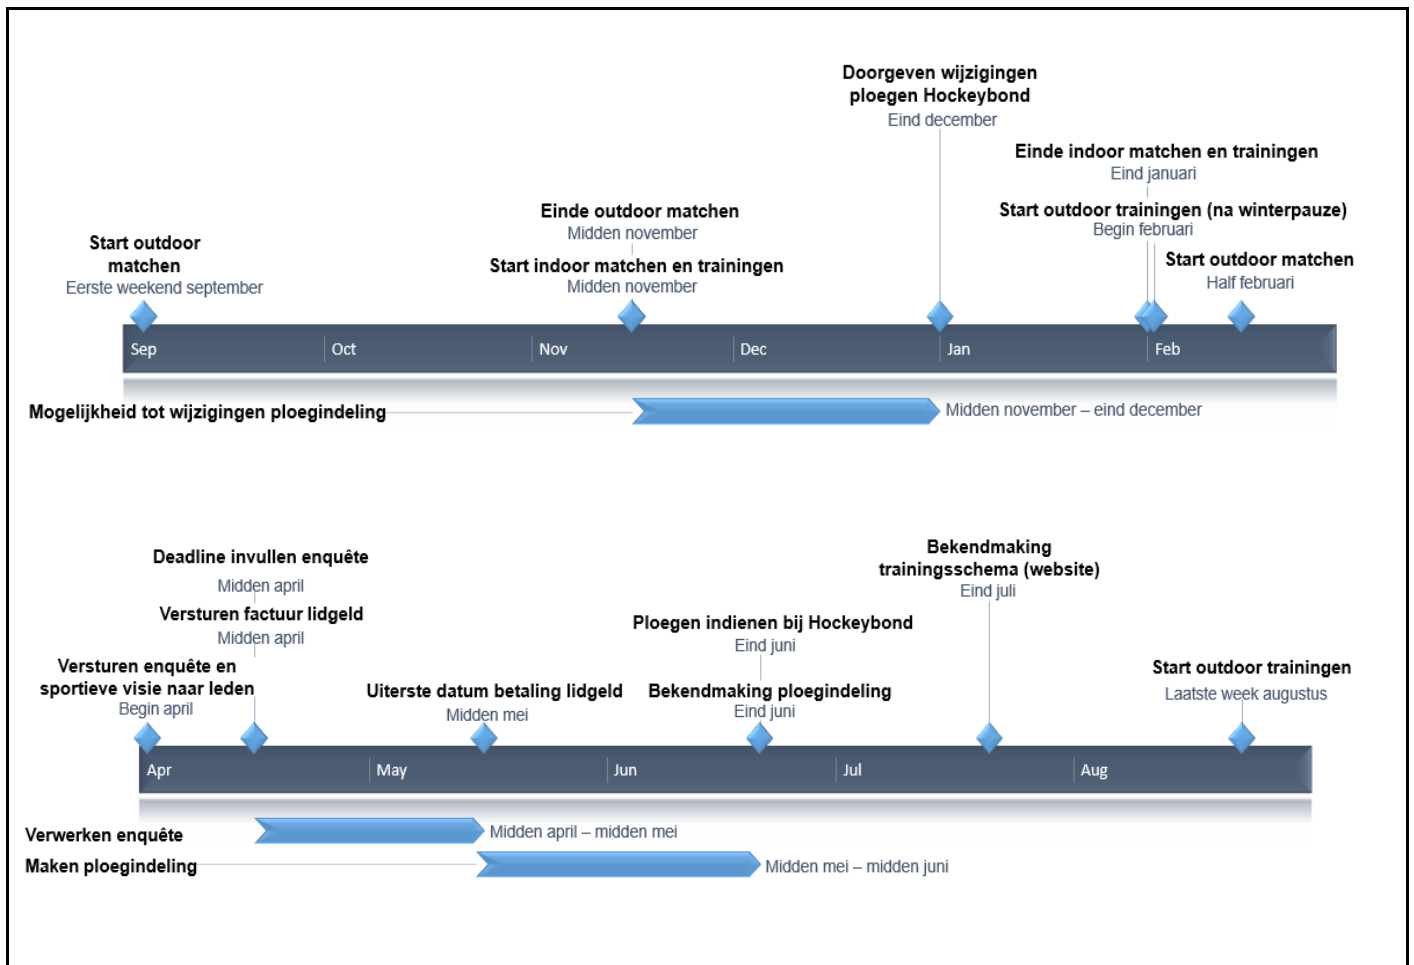 Doorgeven wijzigingen
ploegen Hockeybond
Eind december
Einde indoor matchen en trainingen
Eind januari
Start outdoor trainingen (na winterpauze)
Begin februari
Einde outdoor matchen
Midden november
Start indoor matchen en trainingen
Midden november
Start outdoor
matchen
Eerste weekend september
Start outdoor matchen
Half februari
Sep Oct Nov Dec Jan Feb
Mogelijkheid tot wijzigingen ploegindeling
Midden november – eind december
Deadline invullen enquête
Midden april
Versturen factuur lidgeld
Midden april
Versturen enquête en
sportieve visie naar leden
Begin april
Uiterste datum betaling lidgeld
Midden mei
Ploegen indienen bij Hockeybond
Eind juni
Bekendmaking ploegindeling
Eind juni
Bekendmaking
trainingsschema (website)
Eind juli
Start outdoor trainingen
Laatste week augustus
Apr May Jun Jul Aug
Verwerken enquête
Midden april – midden mei
Maken ploegindeling
Midden mei – midden juni